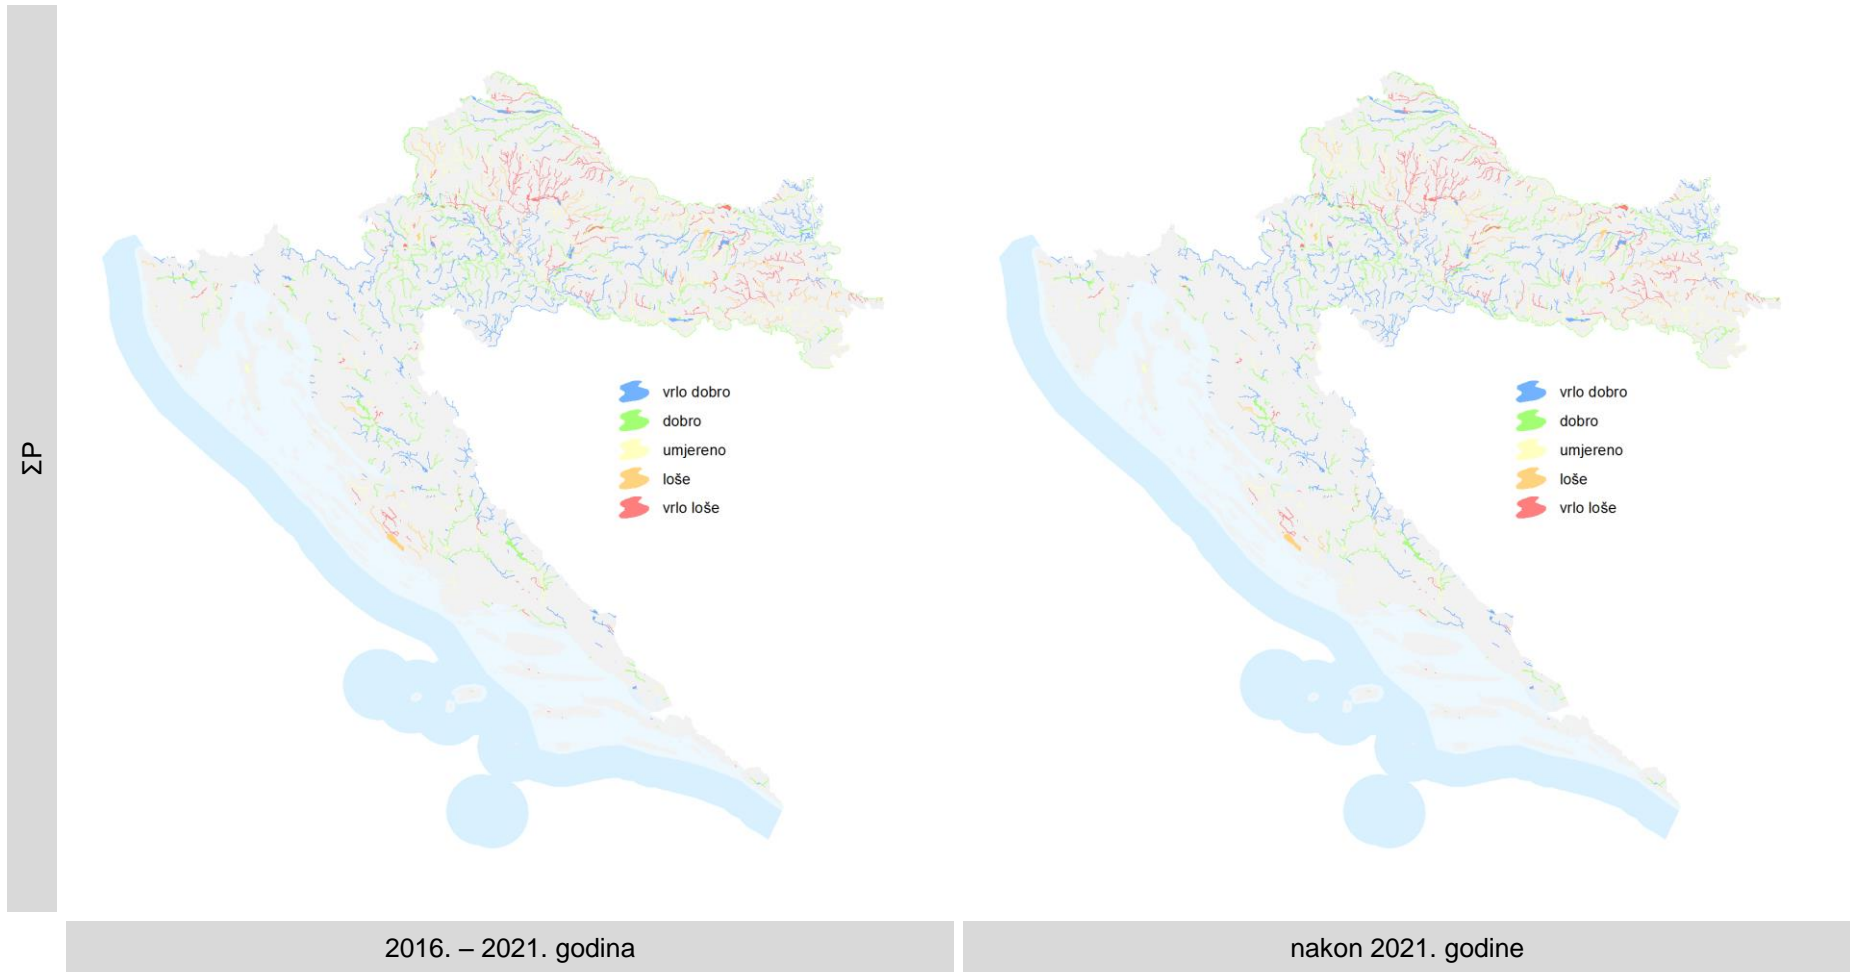 ΣP
vrlo dobro
dobro
umjereno
loše
vrlo loše
vrlo dobro
dobro
umjereno
loše
vrlo loše
2016. – 2021. godina
nakon 2021. godine